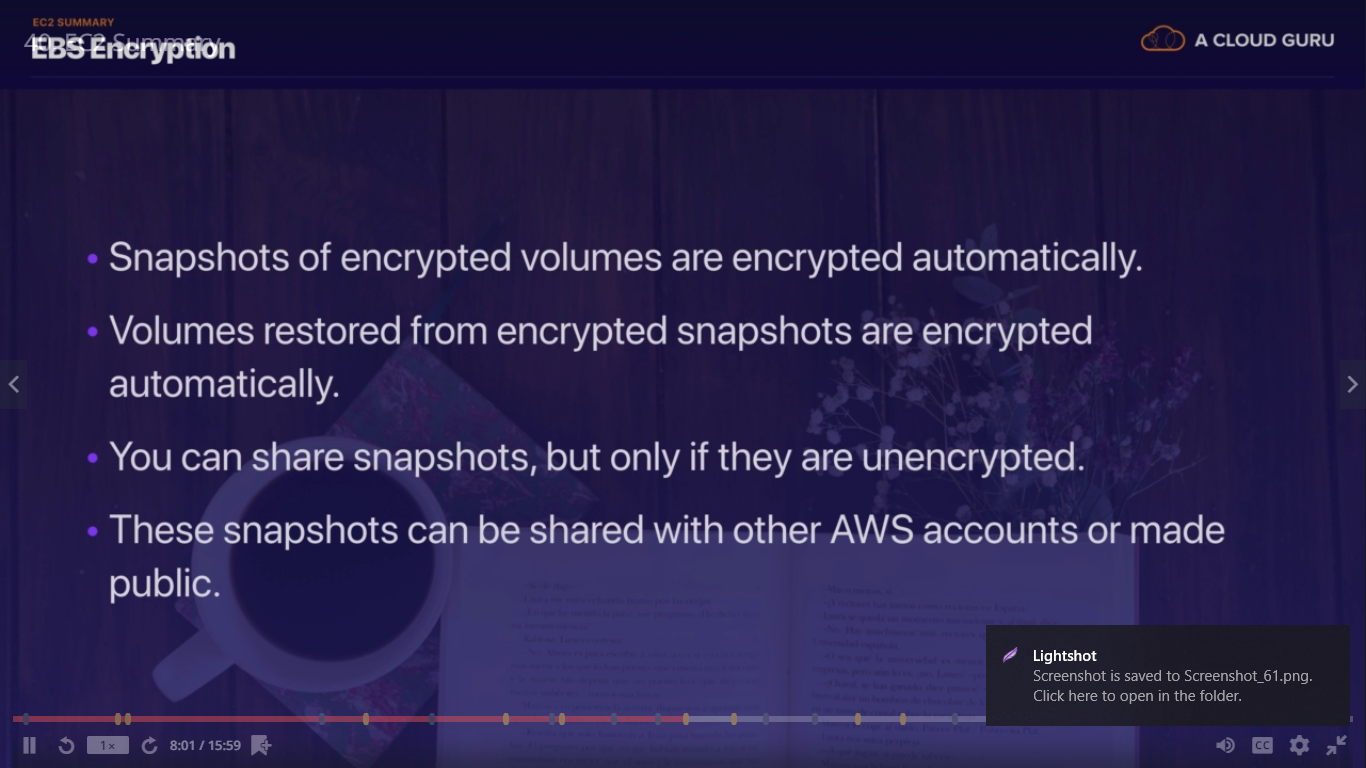 EC2 SUMMARY
40. EC2 Summary
EBS Encryption
A CLOUD GURU
• Snapshots of encrypted volumes are encrypted automatically.
• Volumes restored from encrypted snapshots are encrypted
automatically.
• You can share snapshots, but only if they are unencrypted.
• These snapshots can be shared with other AWS accounts or made
public.
Lightshot
Screenshot is saved to Screenshot_61.png.
Click here to open in the folder.
1×
8:01 / 15:59
CC